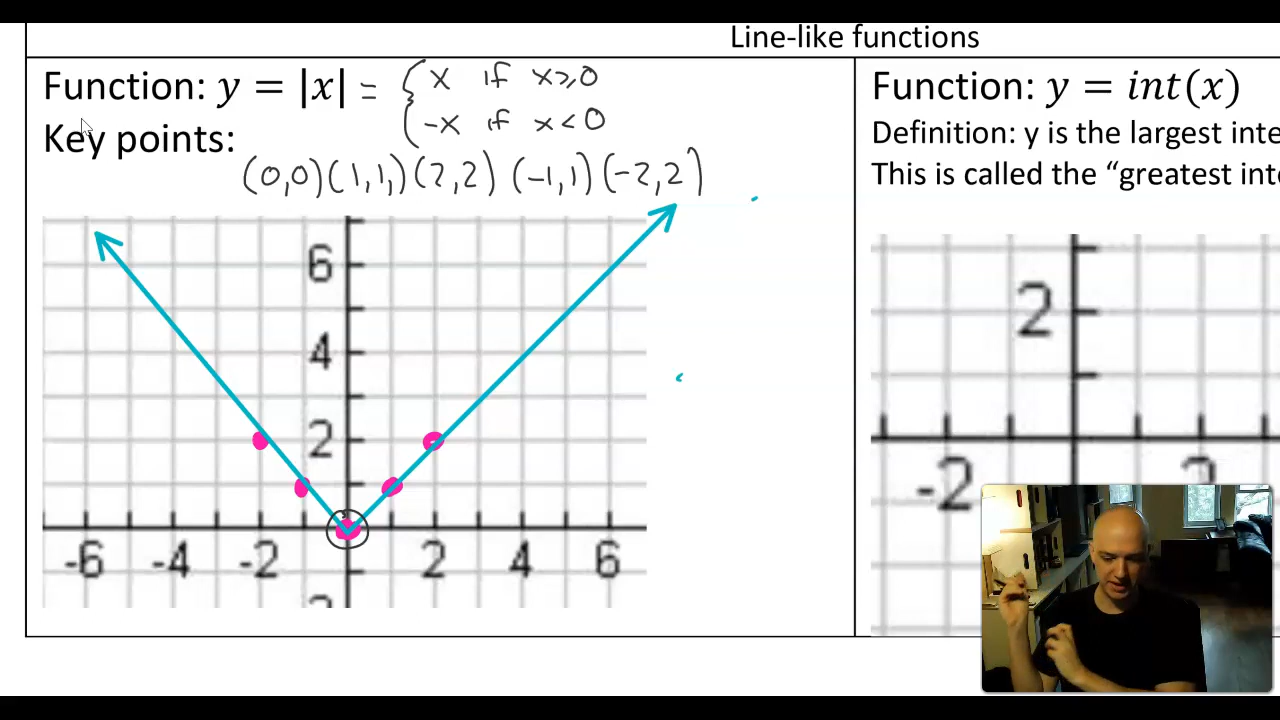 Line-like functions
Function: y = |x| = { x if x≥0
-x if x<0
Key points:
(0,0)(1,1,)(2,2) (-1,1)(-2,2)
6
4
2
-6 -4 -2 2 4 6
Function: y = int(x)
Definition: y is the largest inte
This is called the "greatest inte
2
-2